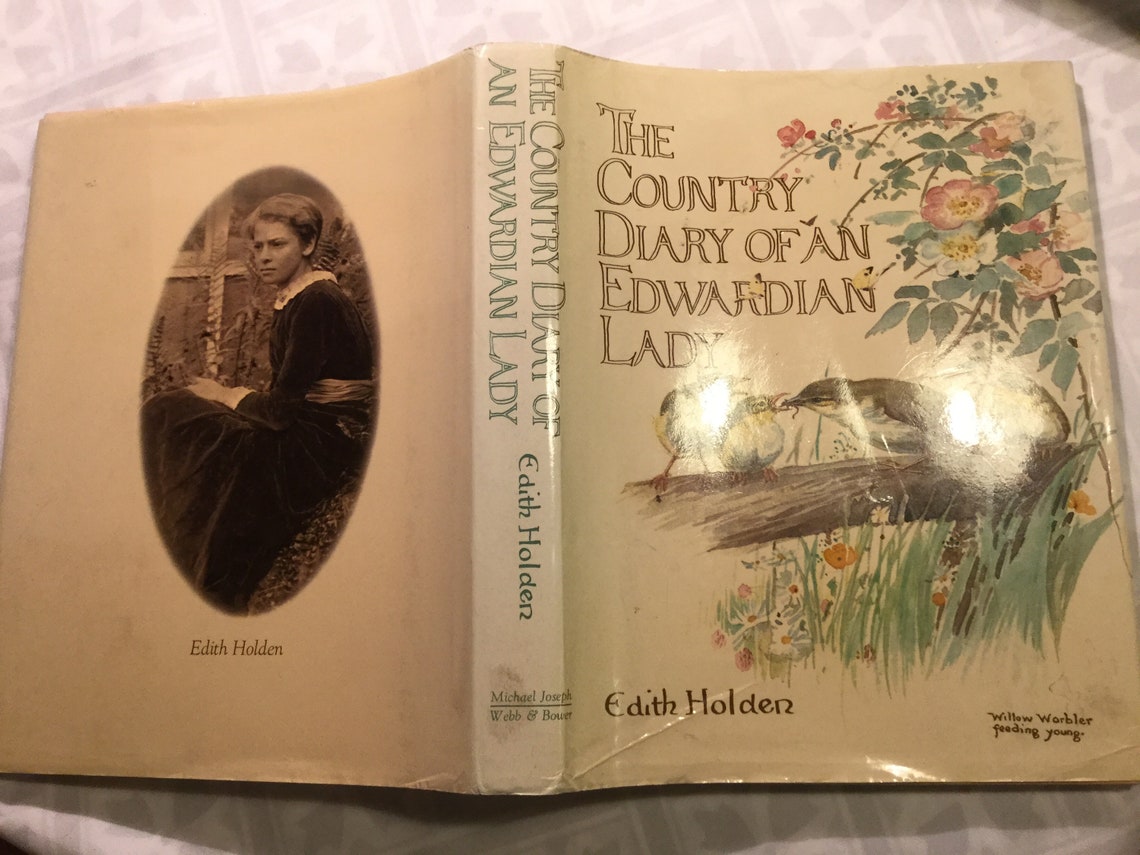 Edith Holden
THE COUNTRY DIARY OF
AN EDWARDIAN LADY
Edith Holden
Michael Joseph
Webb & Bower
THE
COUNTRY
DIARY OF AN
EDWARDIAN
LADY
Edith Holden
Willow Warbler
feeding young.